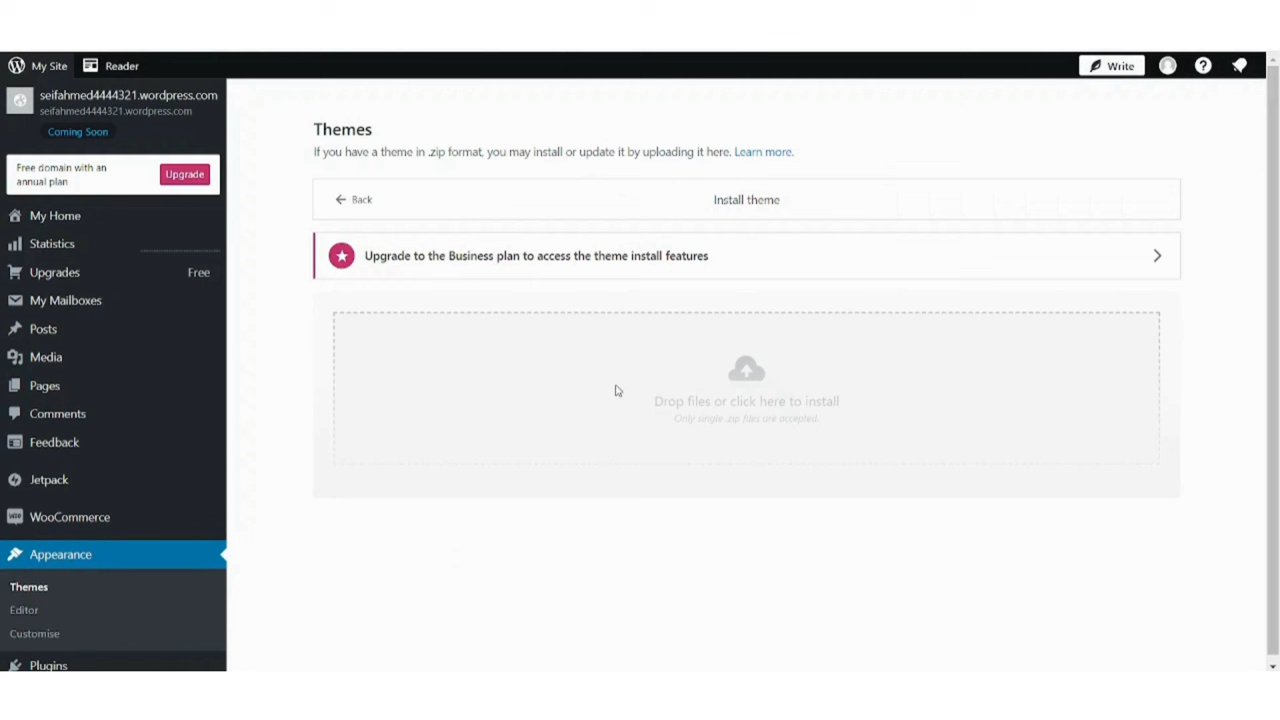 My Site
Reader
Write
seifahmed4444321.wordpress.com
seifahmed4444321.wordpress.com
Coming Soon
Free domain with an
annual plan
Upgrade
My Home
Statistics
Upgrades
Free
My Mailboxes
Posts
Media
Pages
Comments
Feedback
Jetpack
WooCommerce
Appearance
Themes
Editor
Customise
Plugins
Themes
If you have a theme in .zip format, you may install or update it by uploading it here. Learn more.
Back
Install theme
Upgrade to the Business plan to access the theme install features
Drop files or click here to install
Only single .zip files are accepted.